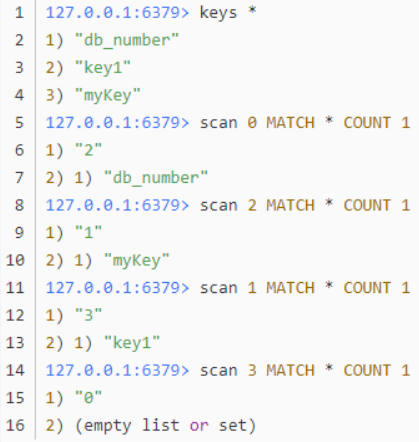 1 127.0.0.1:6379> keys *
2 1) "db_number"
3 2) "key1"
4 3) "myKey"
5 127.0.0.1:6379> scan 0 MATCH * COUNT 1
6 1) "2"
7 2) 1) "db_number"
8 127.0.0.1:6379> scan 2 MATCH * COUNT 1
9 1) "1"
10 2) 1) "myKey"
11 127.0.0.1:6379> scan 1 MATCH * COUNT 1
12 1) "3"
13 2) 1) "key1"
14 127.0.0.1:6379> scan 3 MATCH * COUNT 1
15 1) "0"
16 2) (empty list or set)